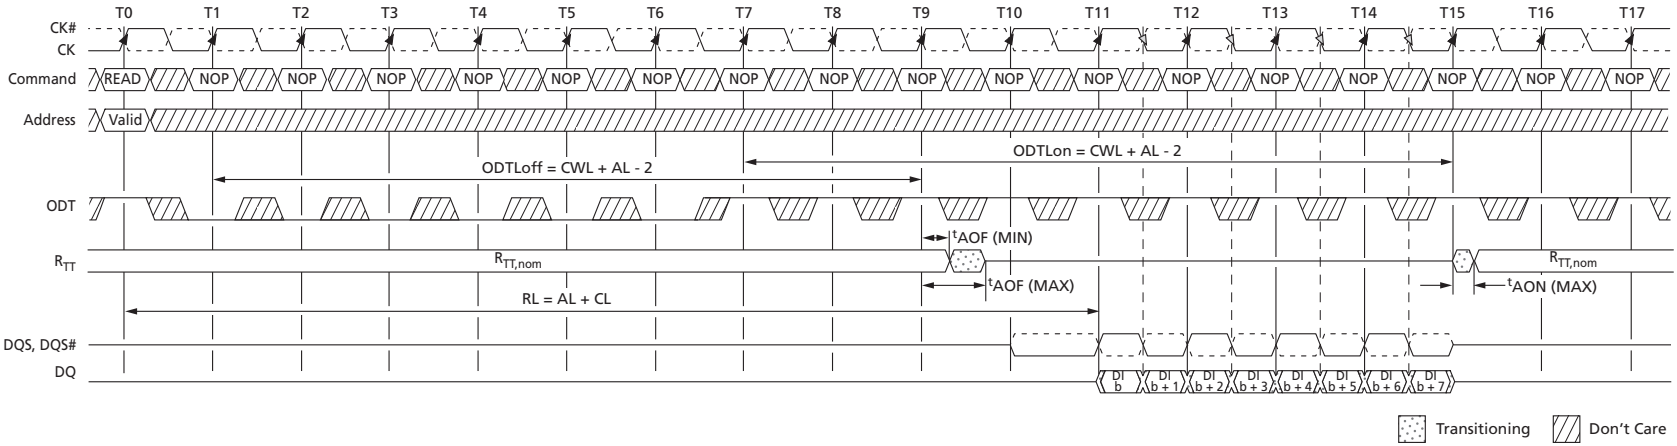 T0 T1 T2 T3 T4 T5 T6 T7 T8 T9 T10 T11 T12 T13 T14 T15 T16 T17
CK#
CK
Command READ NOP NOP NOP NOP NOP NOP NOP NOP NOP NOP NOP NOP NOP NOP NOP NOP NOP
Address Valid
ODTLon = CWL + AL - 2
ODTLoff = CWL + AL - 2
ODT
tAOF (MIN)
RTT RTT,nom RTT,nom
tAOF (MAX) tAON (MAX)
RL = AL + CL
DQS, DQS#
DQ
DI b DI b + 1 DI b + 2 DI b + 3 DI b + 4 DI b + 5 DI b + 6 DI b + 7
Transitioning Don't Care